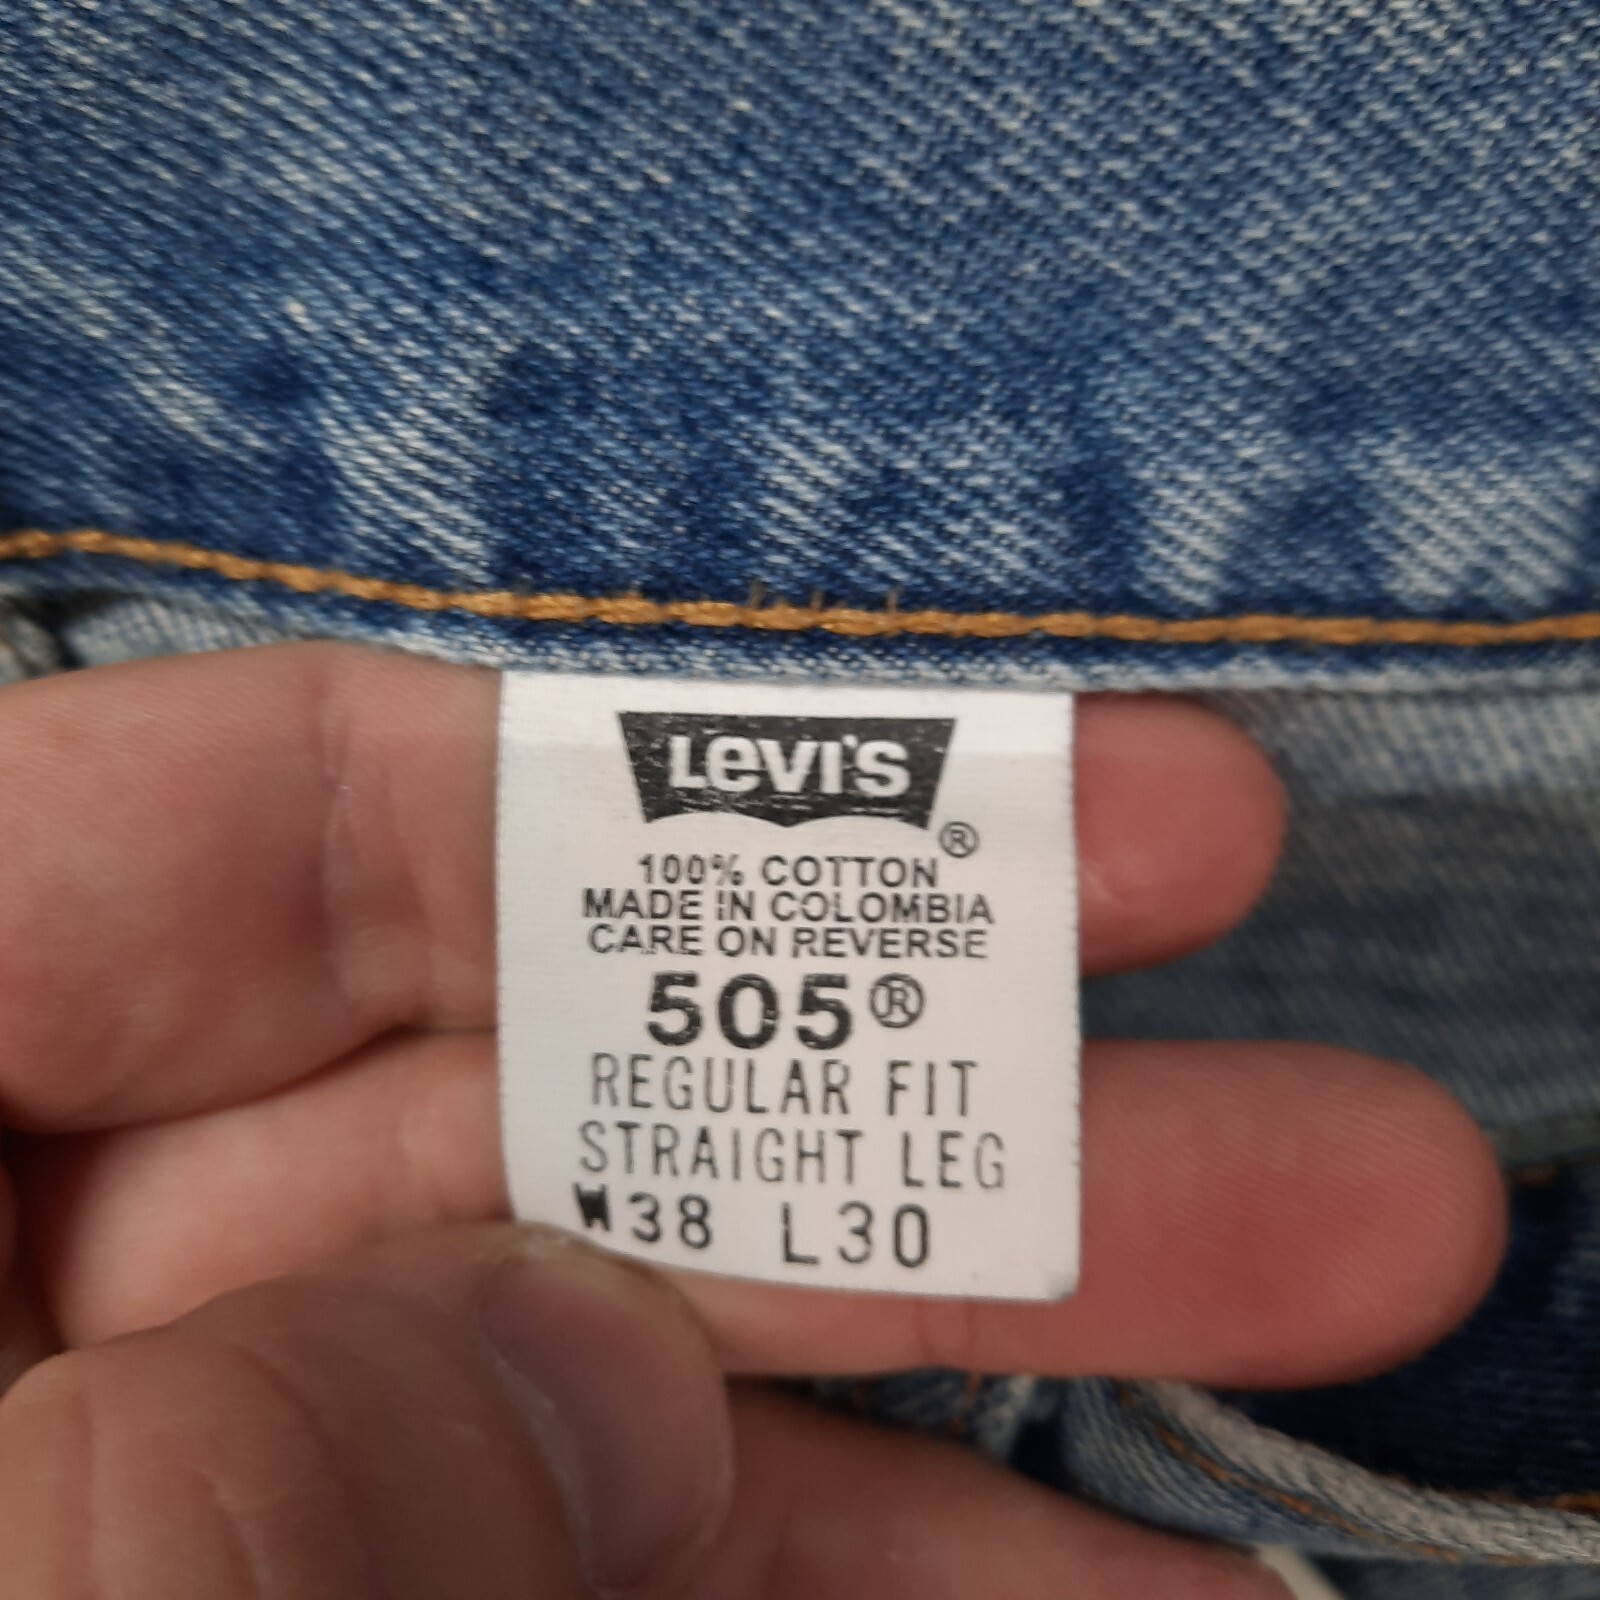 LEVI'S ®
100% COTTON
MADE IN COLOMBIA
CARE ON REVERSE
505®
REGULAR FIT
STRAIGHT LEG
W38 L30